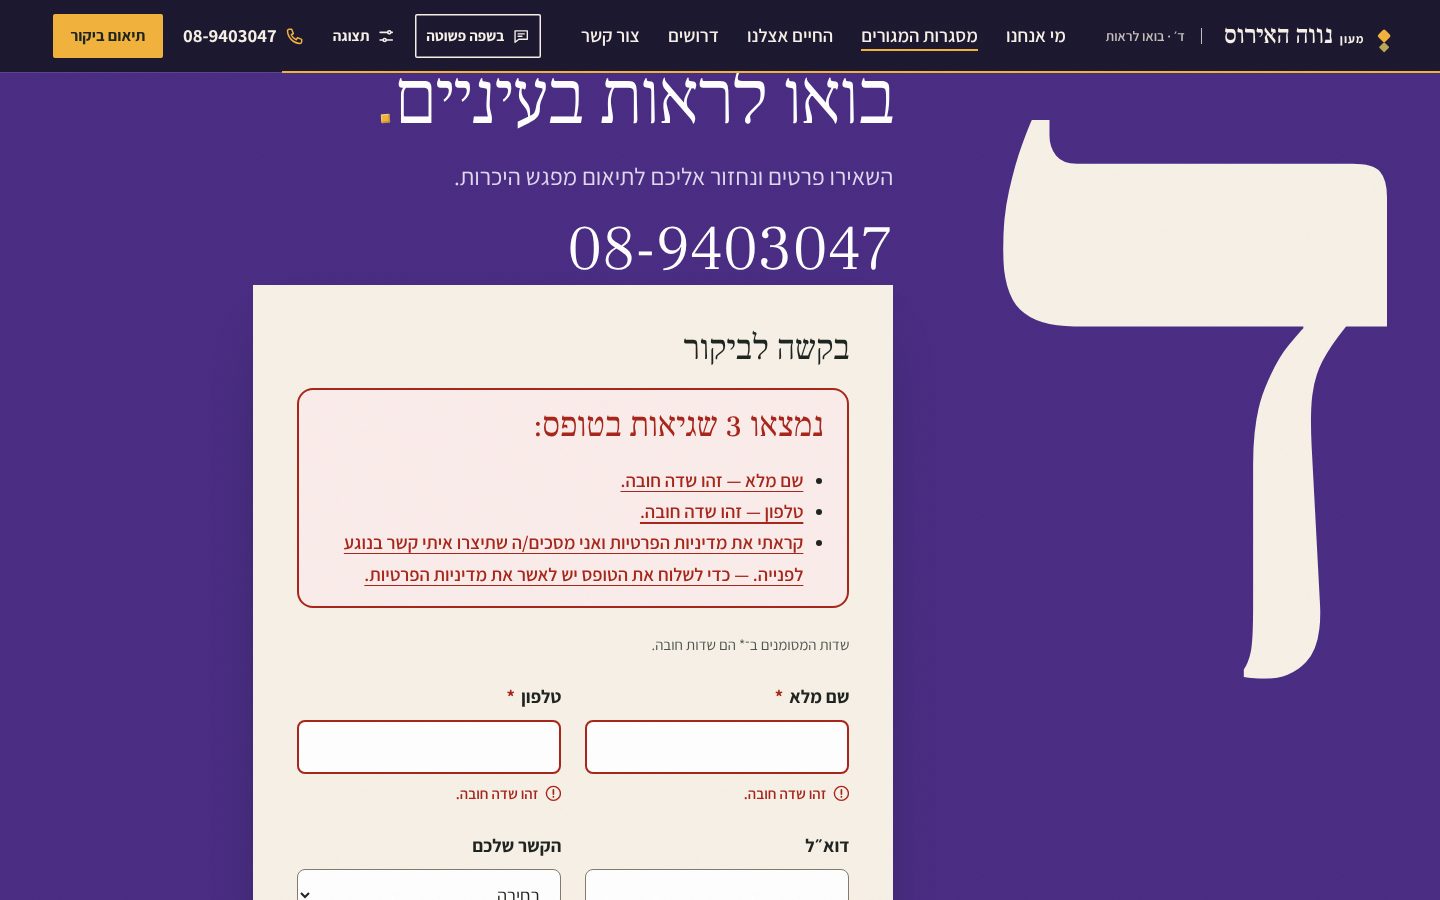 מעון נווה האירוס
ד׳ · בואו לראות
מי אנחנו
מסגרות המגורים
החיים אצלנו
דרושים
צור קשר
בשפה פשוטה
תצוגה
08-9403047
תיאום ביקור
ד
בואו לראות בעיניים.
השאירו פרטים ונחזור אליכם לתיאום מפגש היכרות.
08-9403047
בקשה לביקור
נמצאו 3 שגיאות בטופס:
שם מלא — זהו שדה חובה.
טלפון — זהו שדה חובה.
קראתי את מדיניות הפרטיות ואני מסכים/ה שתיצרו איתי קשר בנוגע
לפנייה. — כדי לשלוח את הטופס יש לאשר את מדיניות הפרטיות.
שדות המסומנים ב־* הם שדות חובה.
שם מלא *
טלפון *
זהו שדה חובה.
זהו שדה חובה.
דוא״ל
הקשר שלכם
בחירה